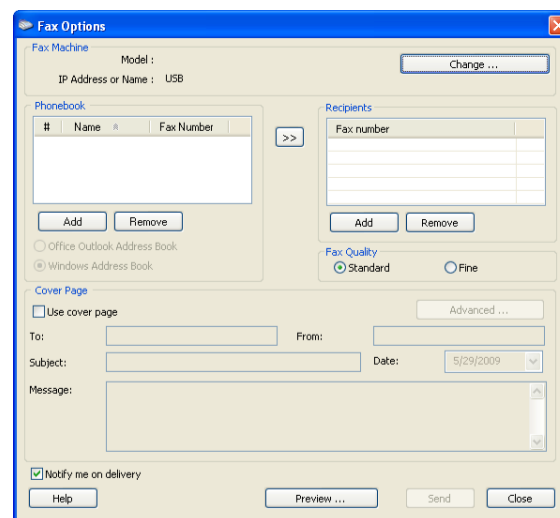 Fax Options
Fax Machine
Model :
Change ...
IP Address or Name : USB
Phonebook
# Name Fax Number
>>
Add Remove
Office Outlook Address Book
Windows Address Book
Recipients
Fax number
Add Remove
Fax Quality
Standard Fine
Cover Page
Use cover page
Advanced ...
To: From:
Subject: Date: 5/29/2009
Message:
Notify me on delivery
Help Preview ... Send Close